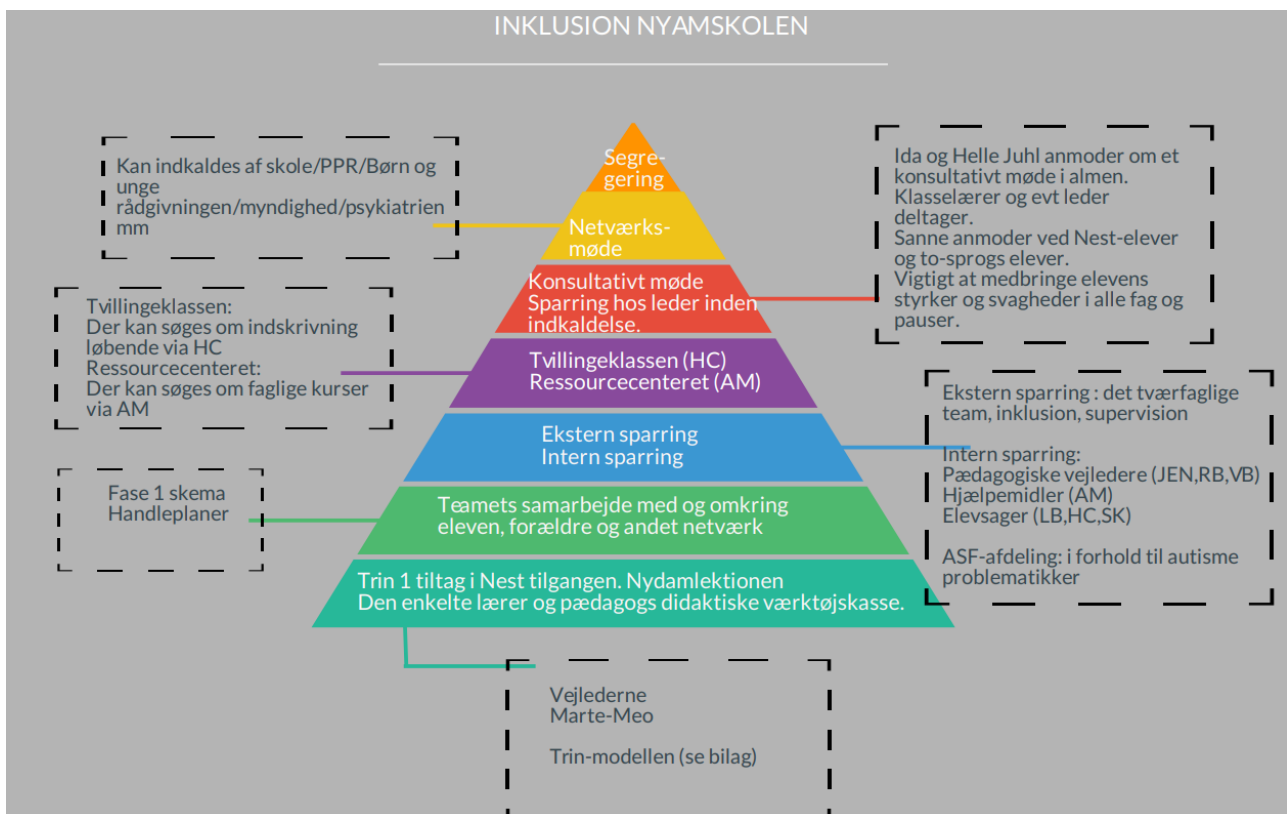 INKLUSION NYAMSKOLEN
Kan indkaldes af skole/PPR/Børn og
unge
rådgivningen/myndighed/psykiatrien
mm
Segre-
gering
Netværks-
møde
Ida og Helle Juhl anmoder om et
konsultativt møde i almen.
Klasselærer og evt leder
deltager.
Sanne anmoder ved Nest-elever
og to-sprogs elever.
Vigtigt at medbringe elevens
styrker og svagheder i alle fag og
pauser.
Konsultativt møde
Sparring hos leder inden
indkaldelse.
Tvillingeklassen:
Der kan søges om indskrivning
løbende via HC
Ressourcecenteret:
Der kan søges om faglige kurser
via AM
Tvillingeklassen (HC)
Ressourcecenteret (AM)
Ekstern sparring
Intern sparring
Ekstern sparring : det tværfaglige
team, inklusion, supervision
Intern sparring:
Pædagogiske vejledere (JEN,RB,VB)
Hjælpemidler (AM)
Elevsager (LB,HC,SK)
ASF-afdeling: i forhold til autisme
problematikker
Fase 1 skema
Handleplaner
Teamets samarbejde med og omkring
eleven, forældre og andet netværk
Trin 1 tiltag i Nest tilgangen. Nydamlektionen
Den enkelte lærer og pædagogs didaktiske værktøjskasse.
Vejlederne
Marte-Meo
Trin-modellen (se bilag)